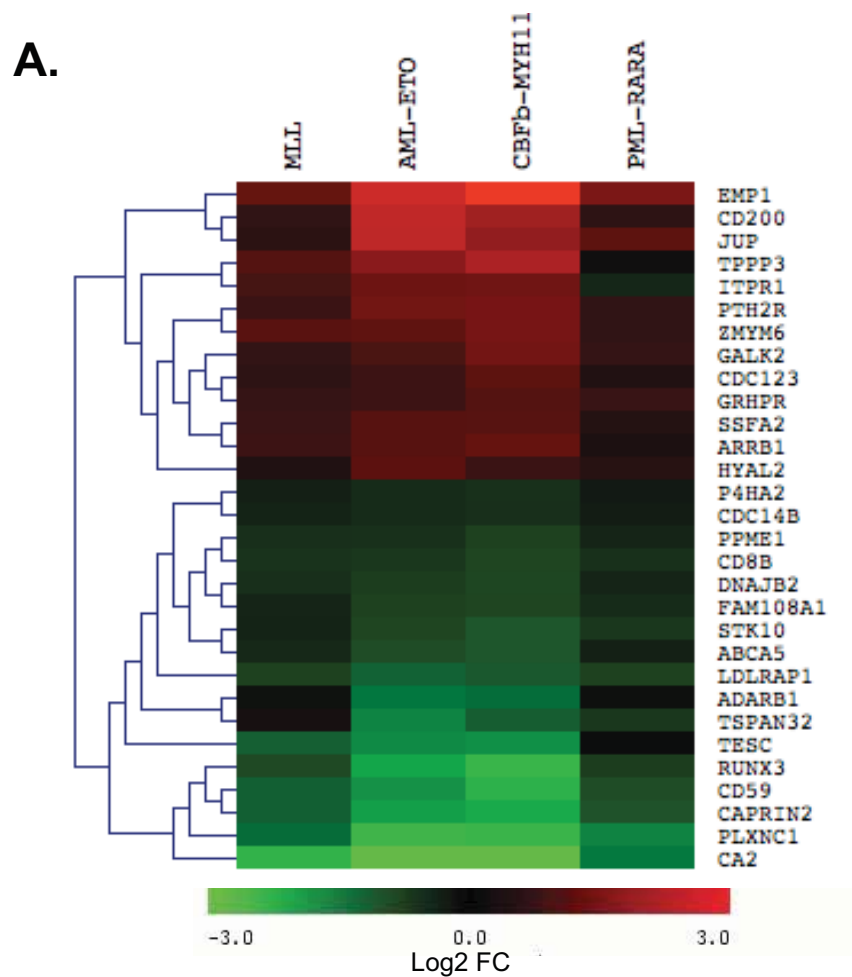 A.
MLL
AML-ETO
CBFb-MYH11
PML-RARA
EMP1
CD200
JUP
TPPP3
ITPR1
PTH2R
ZMYM6
GALK2
CDC123
GRHPR
SSFA2
ARRB1
HYAL2
P4HA2
CDC14B
PPME1
CD8B
DNAJB2
FAM108A1
STK10
ABCA5
LDLRAP1
ADARB1
TSPAN32
TESC
RUNX3
CD59
CAPRIN2
PLXNC1
CA2
-3.0 0.0 3.0
Log2 FC